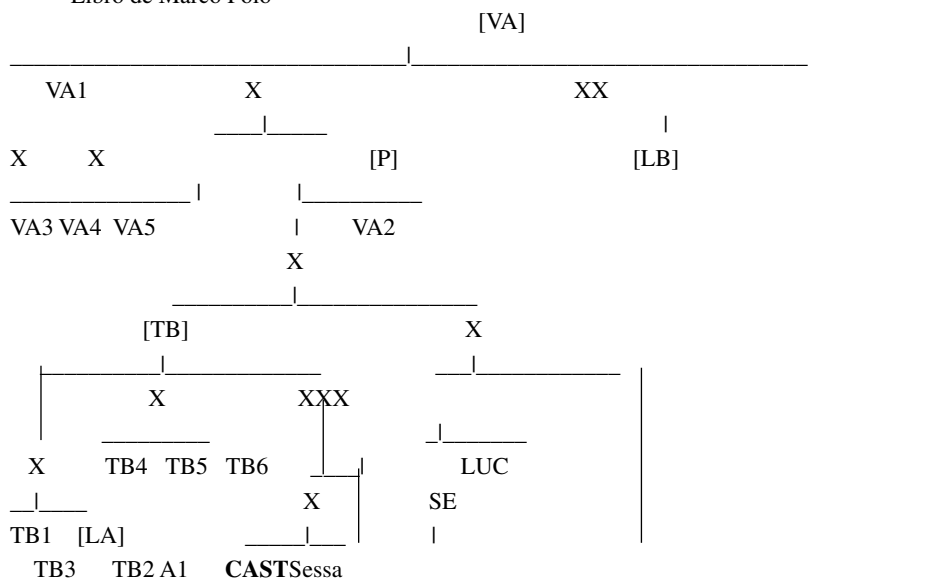 Libro de Marco Polo
[VA]
VA1 X XX
X X [P] [LB]
VA3 VA4 VA5 VA2
X
[TB] X
X XXX
X TB4 TB5 TB6 LUC
X SE
TB1 [LA]
TB3 TB2 A1 CASTSessa